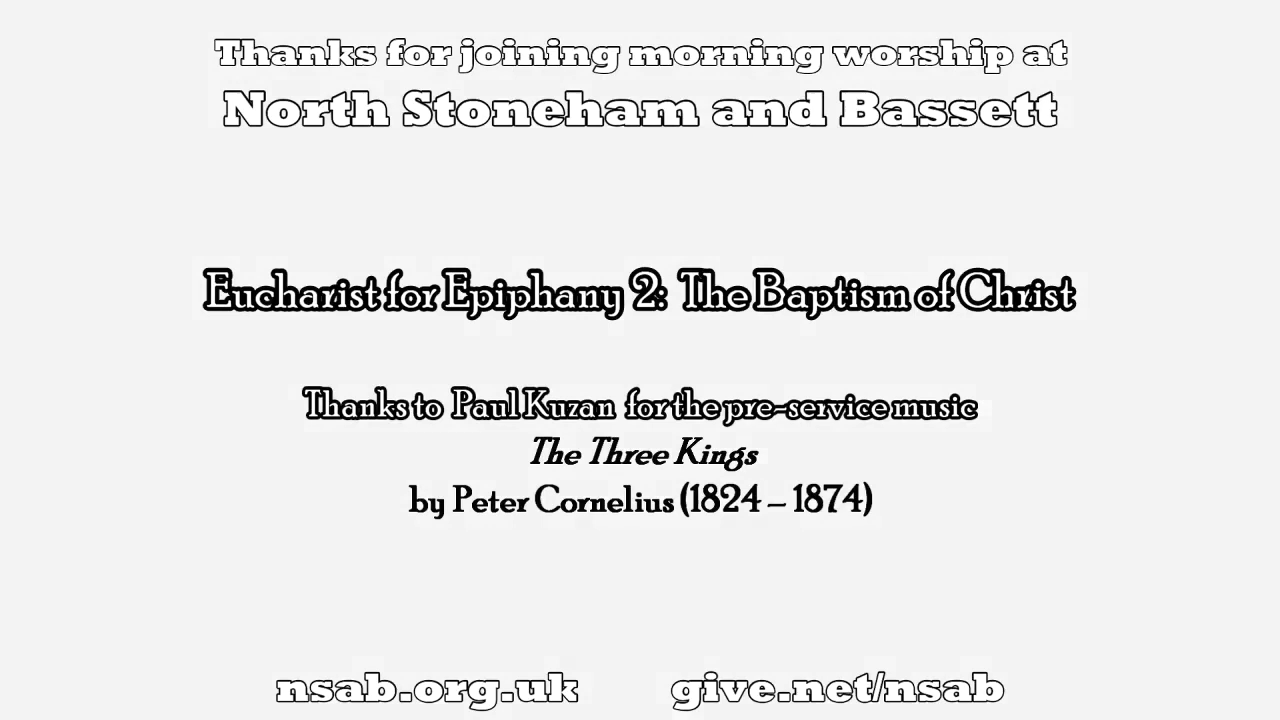 Thanks for joining morning worship at
North Stoneham and Bassett
Eucharist for Epiphany 2: The Baptism of Christ
Thanks to Paul Kuzan for the pre-service music
The Three Kings
by Peter Cornelius (1824 – 1874)
nsab.org.uk give.net/nsab